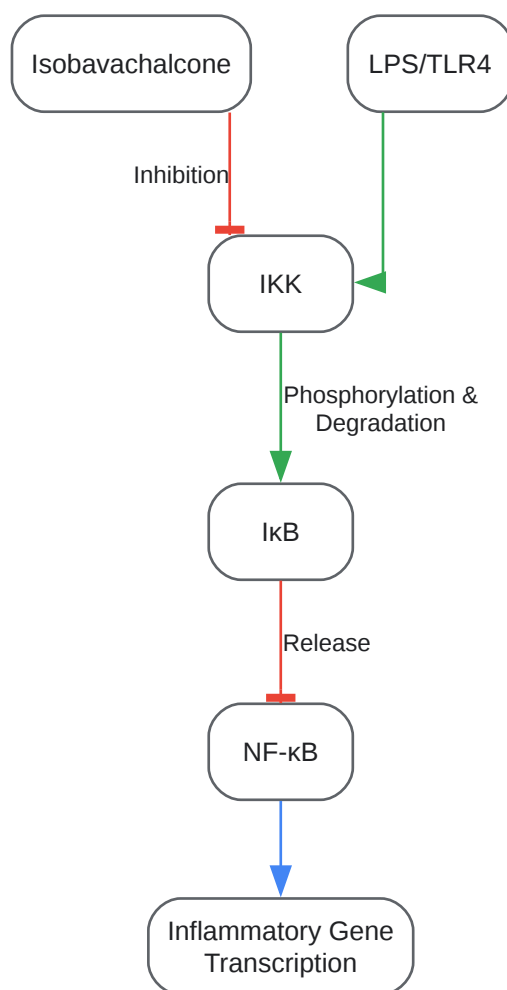 Isobavachalcone
LPS/TLR4
Inhibition
IKK
Phosphorylation &
Degradation
IκB
Release
NF-κB
Inflammatory Gene
Transcription